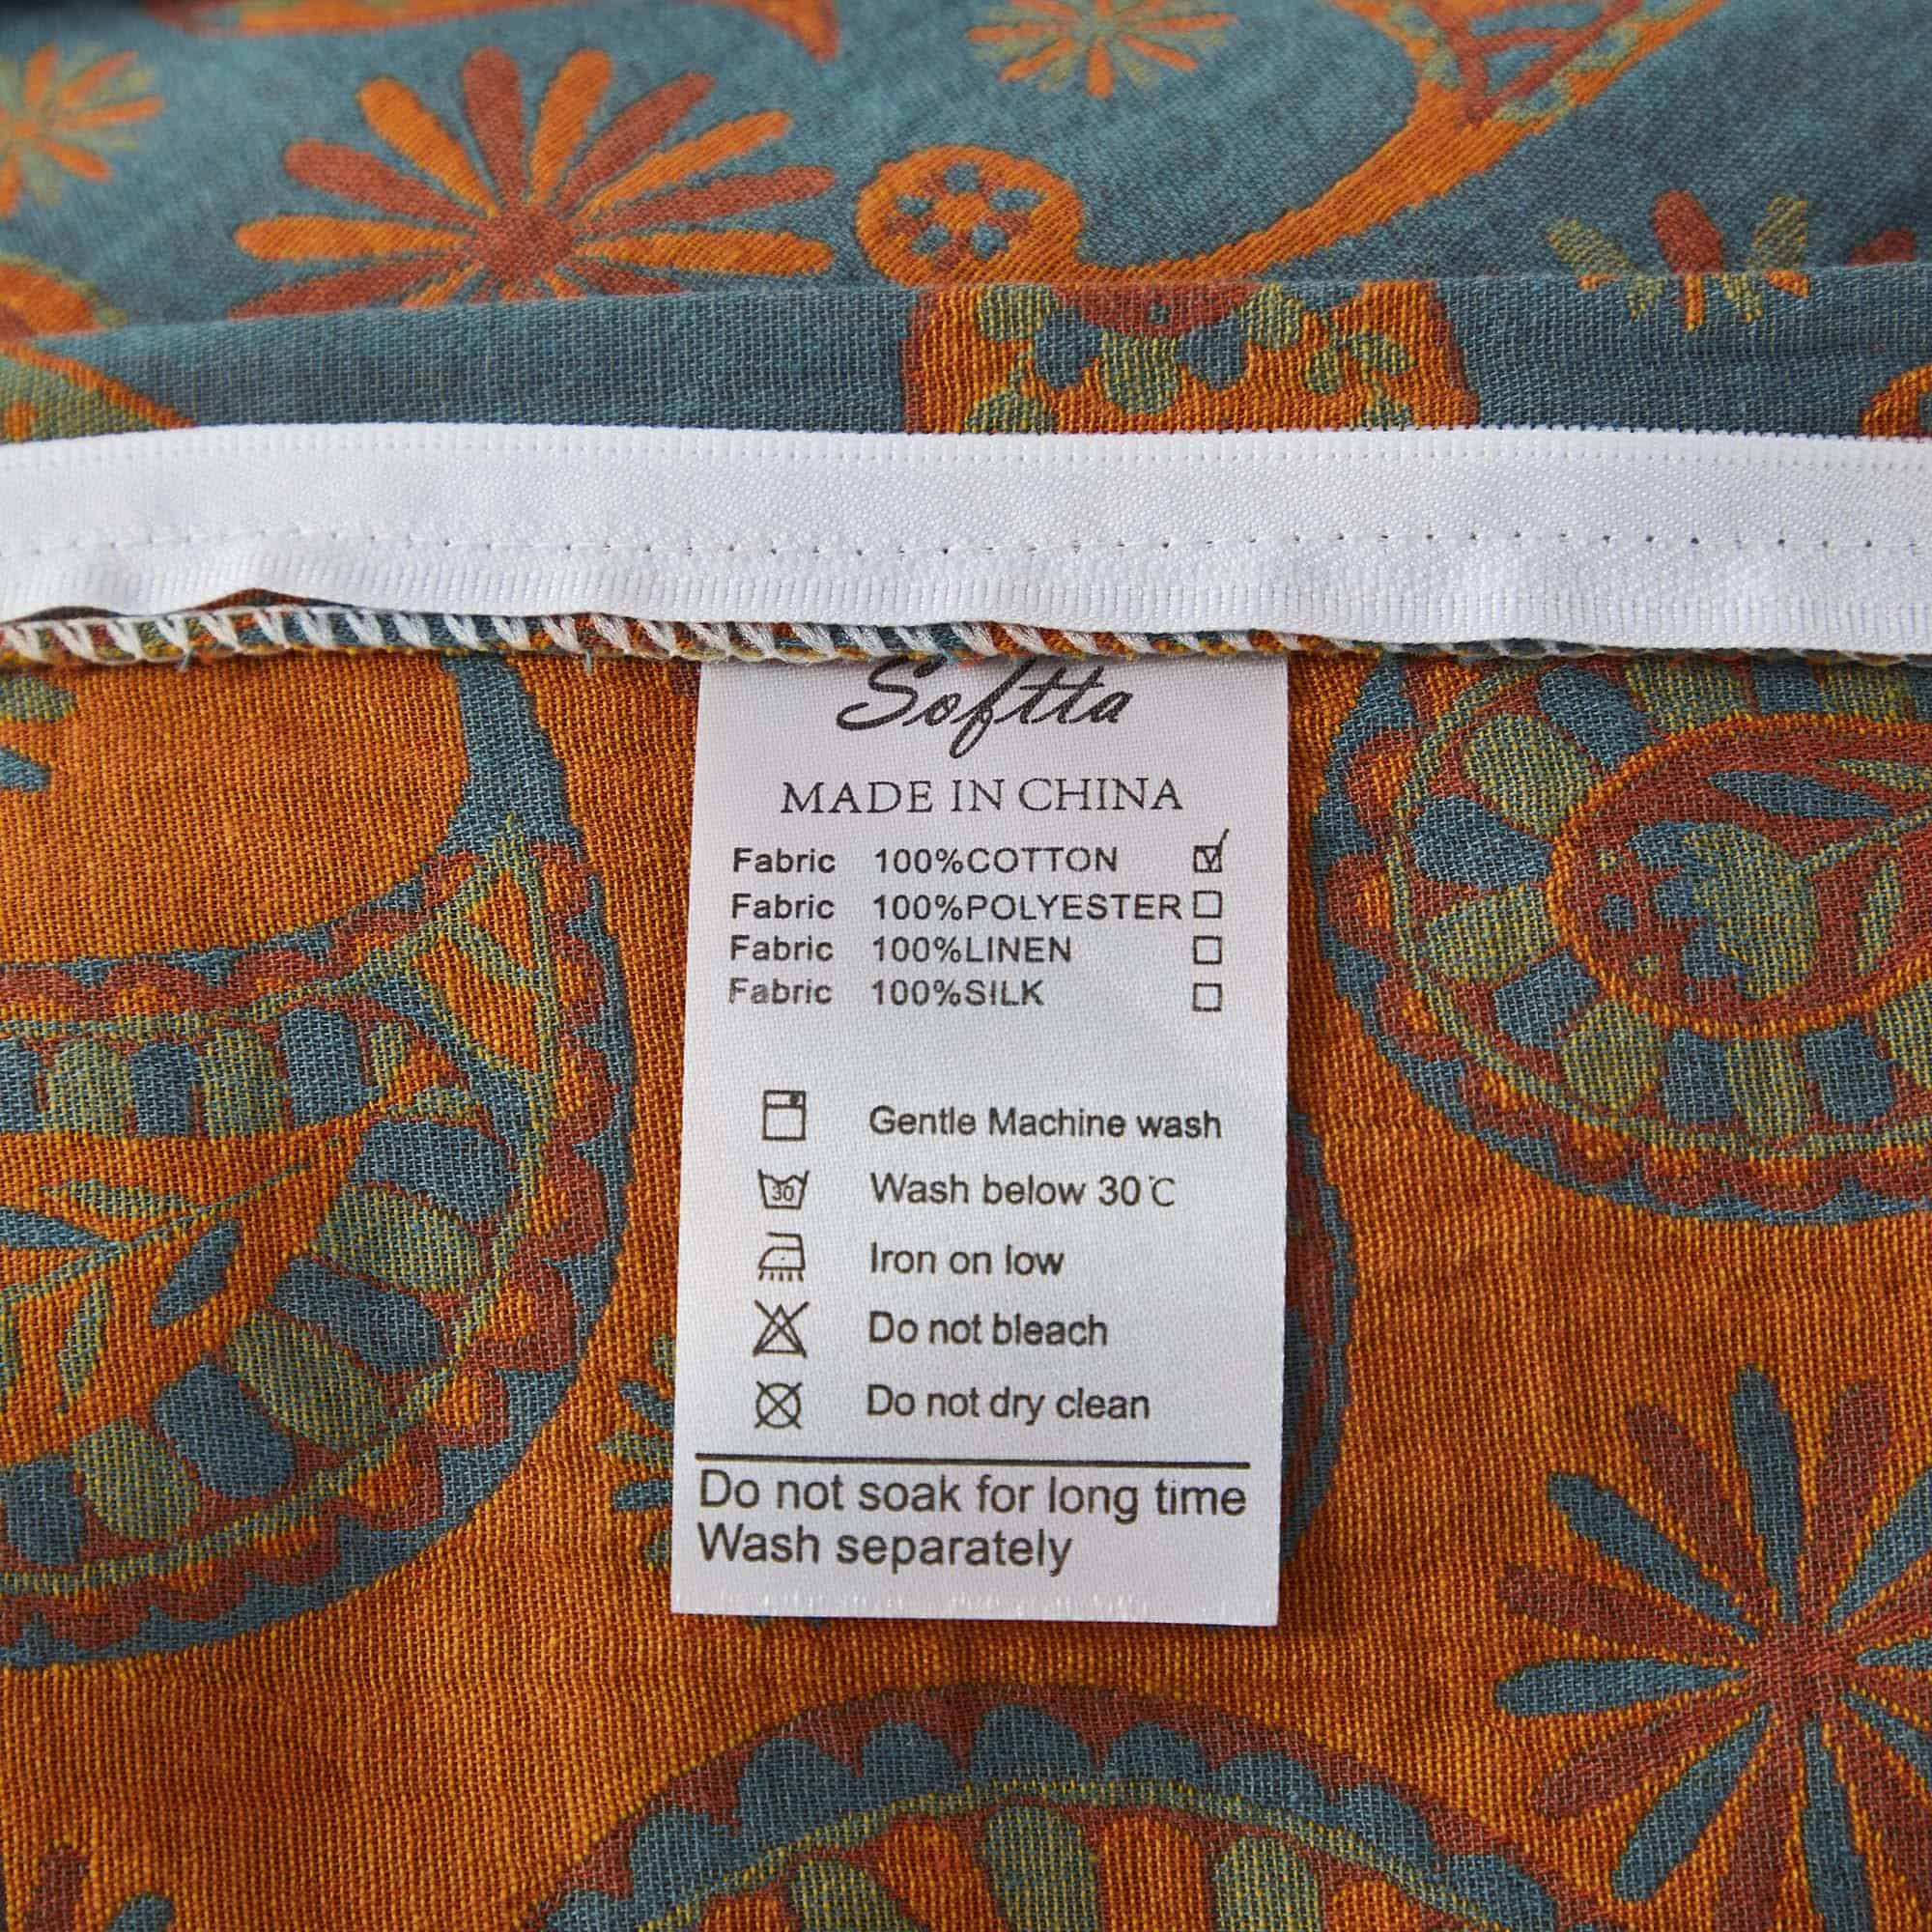 Softta
MADE IN CHINA
Fabric 100%COTTON ☑
Fabric 100%POLYESTER ☐
Fabric 100%LINEN ☐
Fabric 100%SILK ☐
Gentle Machine wash
30 Wash below 30℃
Iron on low
Do not bleach
Do not dry clean
Do not soak for long time
Wash separately